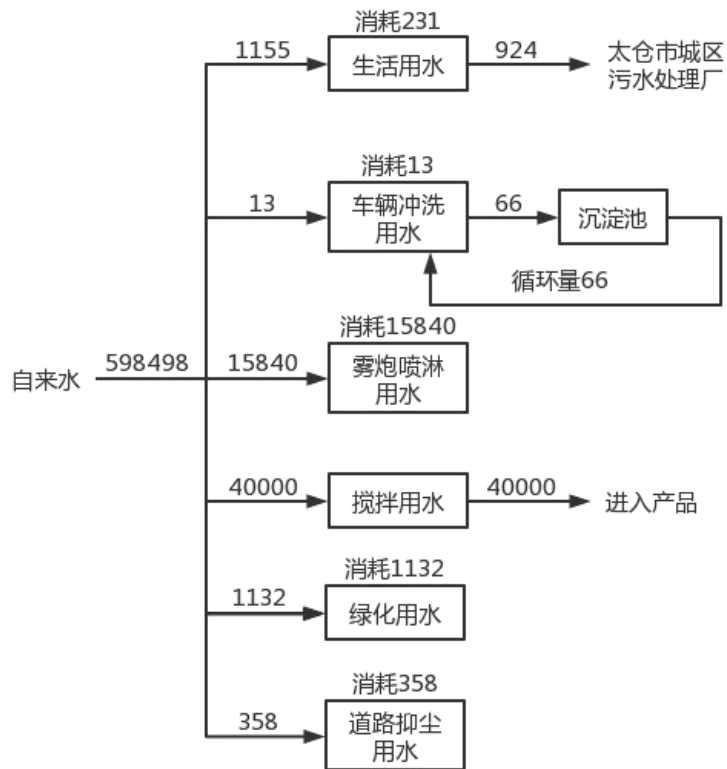 消耗231
1155
生活用水
924
太仓市城区
污水处理厂
消耗13
13
车辆冲洗
用水
66
沉淀池
循环量66
消耗15840
自来水
598498
15840
雾炮喷淋
用水
40000
搅拌用水
40000
进入产品
消耗1132
1132
绿化用水
消耗358
358
道路抑尘
用水